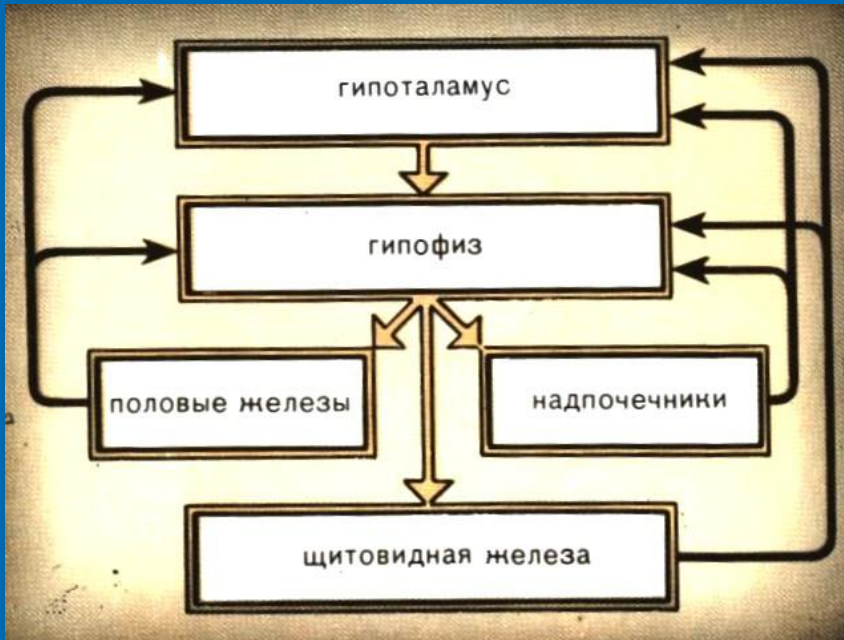 гипоталамус
гипофиз
половые железы
надпочечники
щитовидная железа